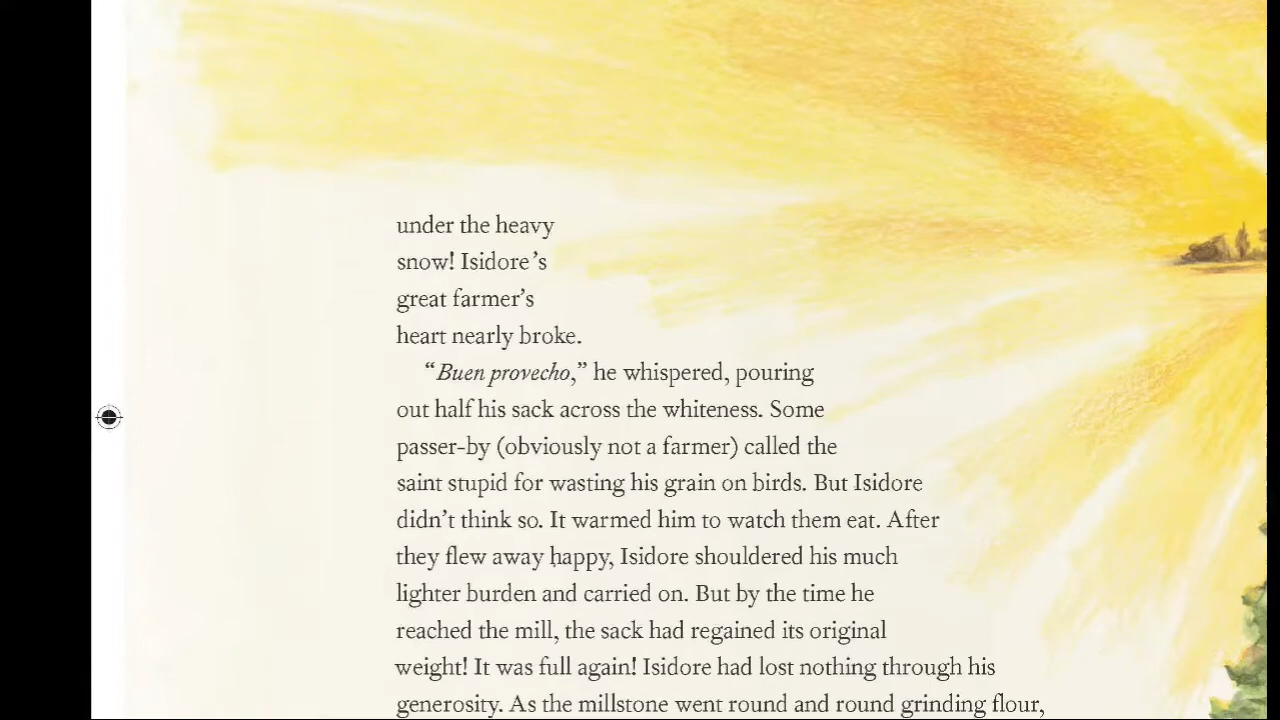 under the heavy
snow! Isidore’s
great farmer’s
heart nearly broke.
“Buen provecho,” he whispered, pouring
out half his sack across the whiteness. Some
passer-by (obviously not a farmer) called the
saint stupid for wasting his grain on birds. But Isidore
didn’t think so. It warmed him to watch them eat. After
they flew away happy, Isidore shouldered his much
lighter burden and carried on. But by the time he
reached the mill, the sack had regained its original
weight! It was full again! Isidore had lost nothing through his
generosity. As the millstone went round and round grinding flour,